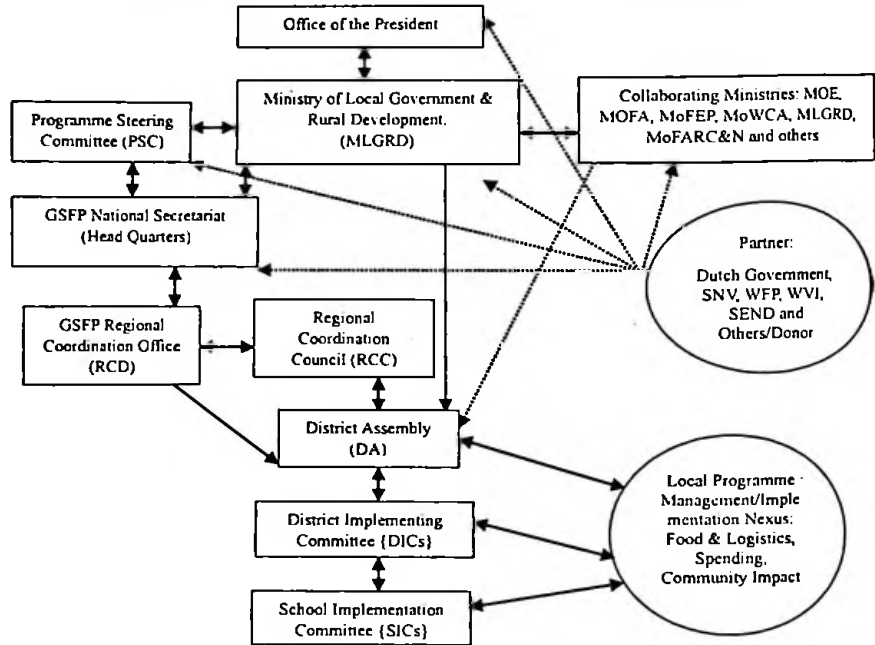 Office of the President
Ministry of Local Government &
Rural Development.
(MLGRD)
Collaborating Ministries: MOE,
MOFA, MoFEP, MoWCA, MLGRD,
MoFARC&N and others
Programme Steering
Committee (PSC)
GSFP National Secretariat
(Head Quarters)
Partner:
Dutch Government,
SNV, WFP, WVI,
SEND and
Others/Donor
GSFP Regional
Coordination Office
(RCD)
Regional
Coordination
Council (RCC)
District Assembly
(DA)
Local Programme
Management/Imple
mentation Nexus:
Food & Logistics,
Spending,
Community Impact
District Implementing
Committee {DICs}
School Implementation
Committee {SICs}